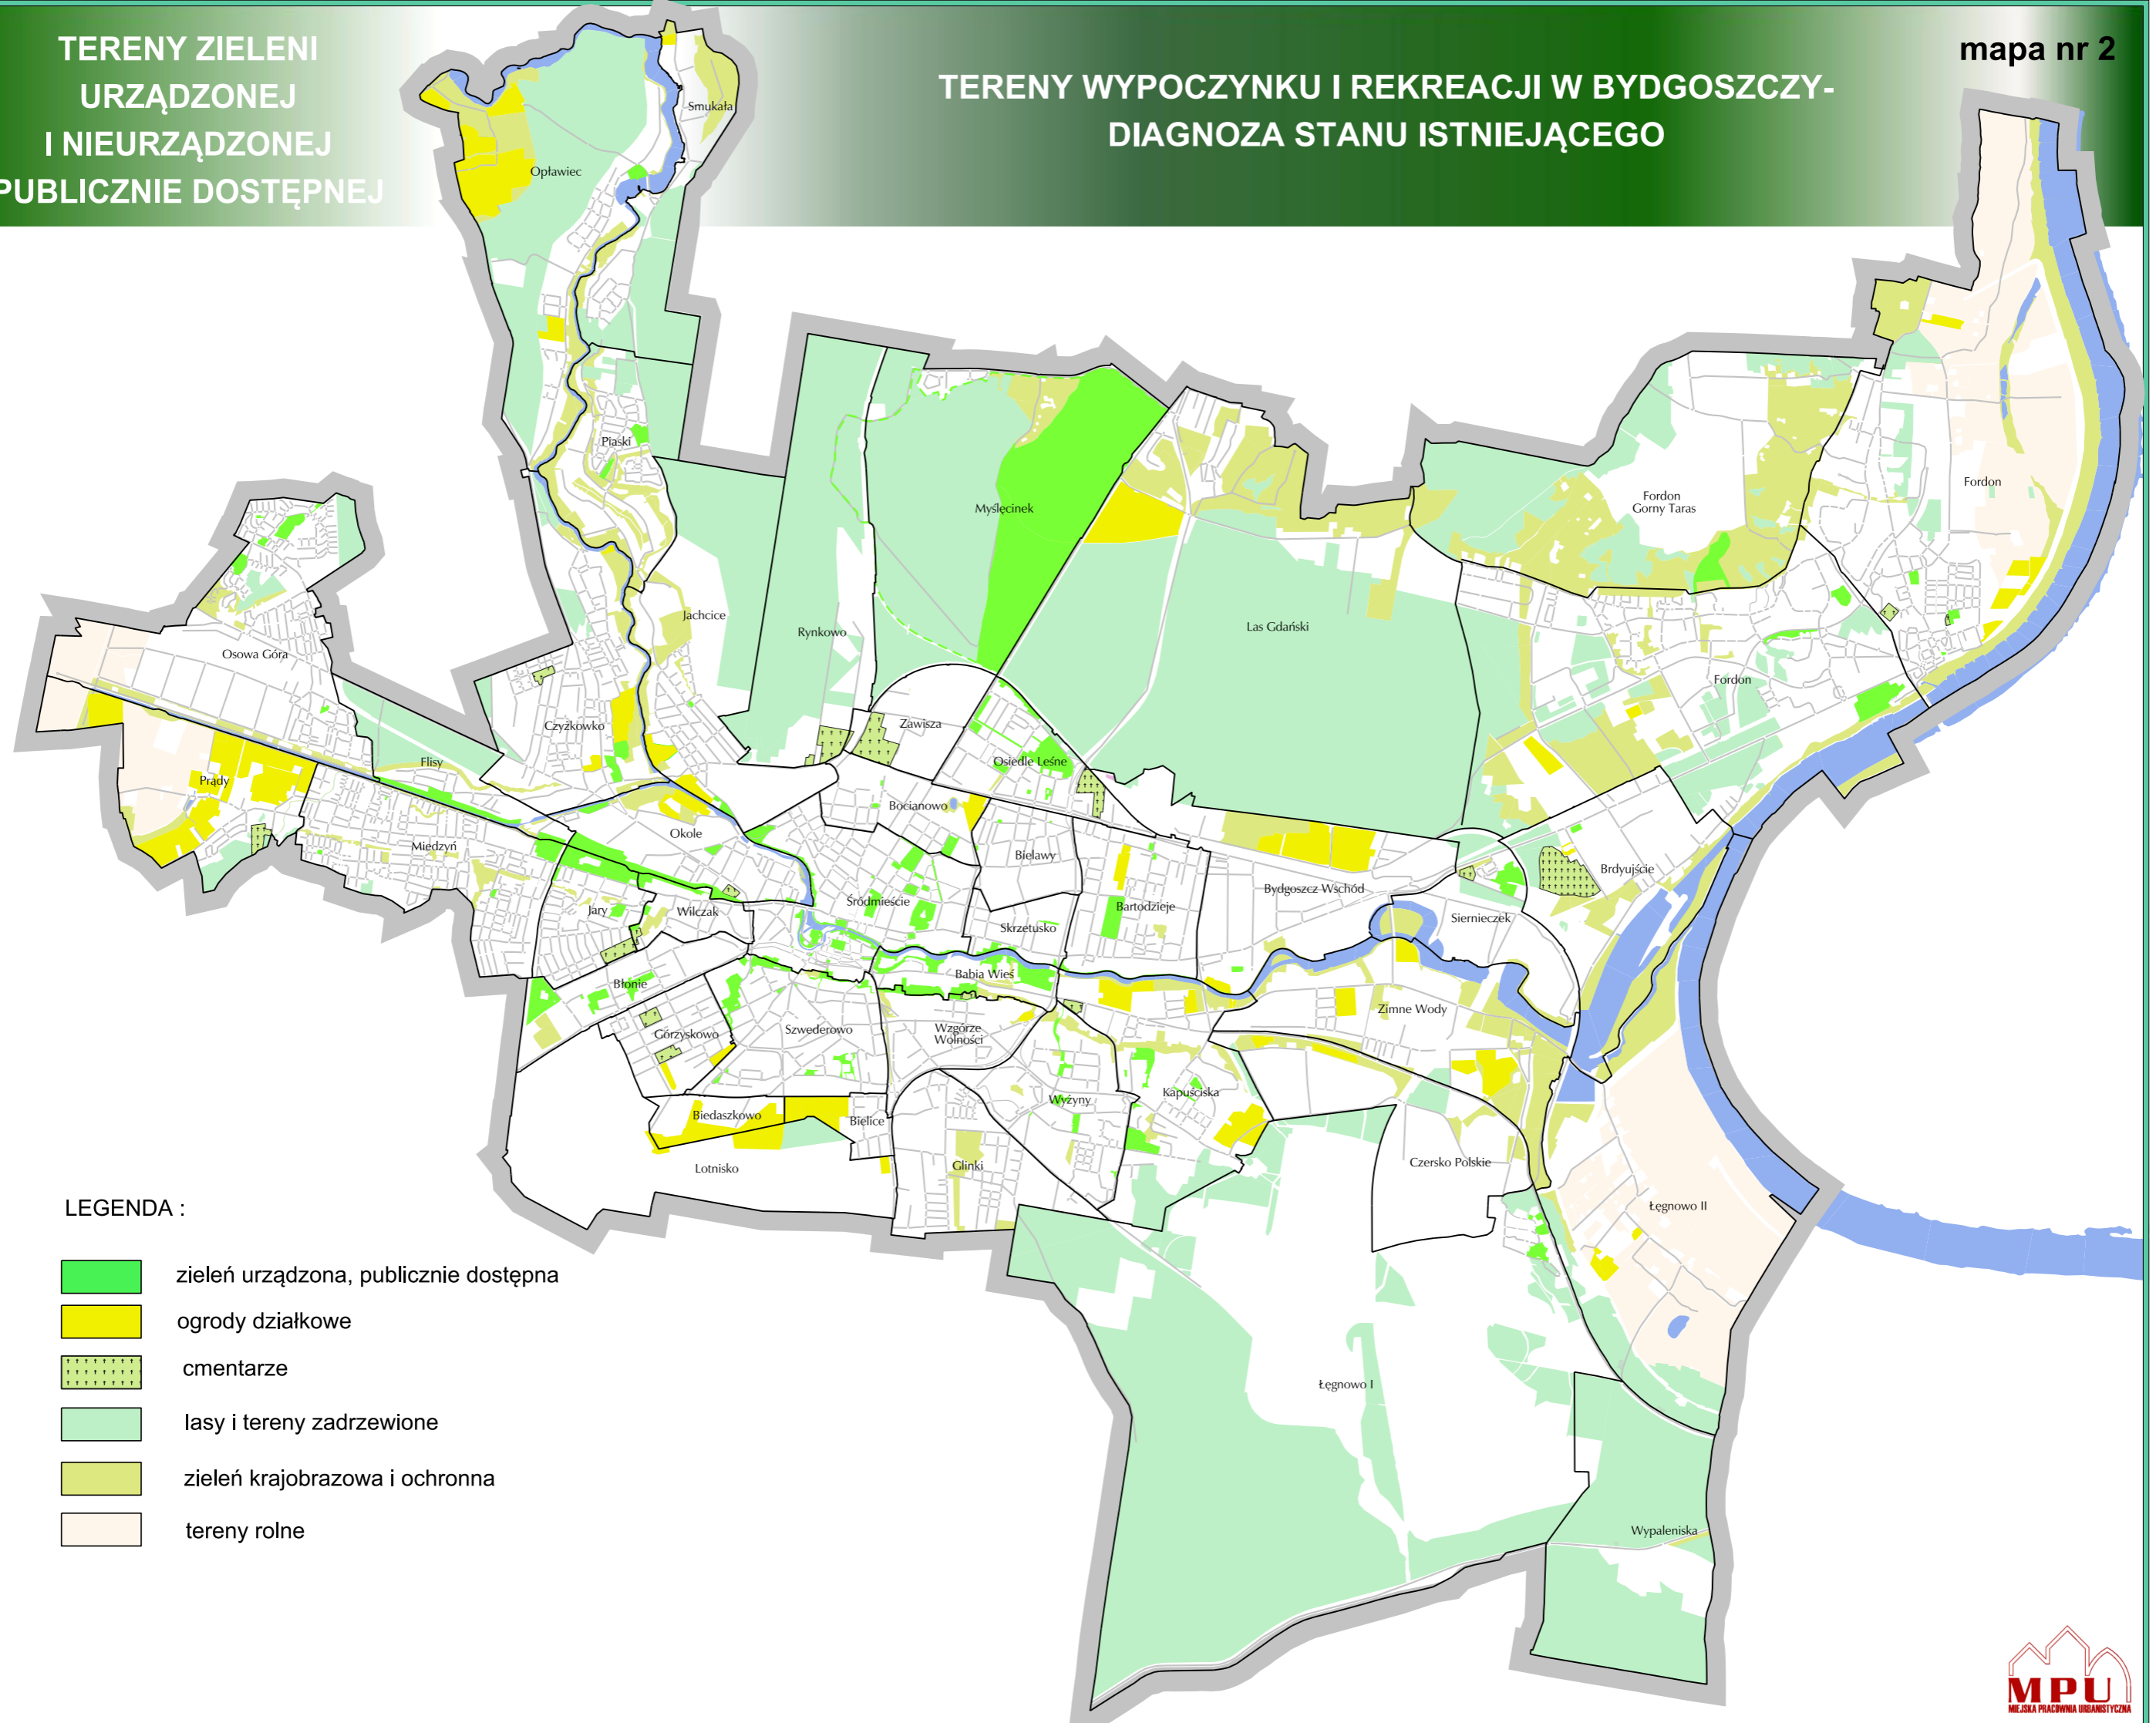 TERENY ZIELENI
URZĄDZONEJ
I NIEURZĄDZONEJ
PUBLICZNIE DOSTĘPNEJ
TERENY WYPOCZYNKU I REKREACJI W BYDGOSZCZY-
DIAGNOZA STANU ISTNIEJĄCEGO
mapa nr 2
Smukała
Opławiec
Piaski
Myślęcinek
Fordon
Fordon
Gorny Taras
Jachcice
Rynkowo
Las Gdański
Osowa Góra
Fordon
Czyżkowko
Zawisza
Flisy
Osiedle Leśne
Prądy
Bocianowo
Okole
Miedzyń
Bielawy
Brdyujście
Bydgoszcz Wschód
Śródmieście
Bartodzieje
Jary
Wilczak
Siernieczek
Skrzetusko
Babia Wieś
Błonie
Zimne Wody
Górzyskowo
Szwederowo
Wzgórze
Wolności
Kapuściska
Wyżyny
Biedaszkowo
Bielice
Lotnisko
Glinki
Czersko Polskie
Łęgnowo II
Łęgnowo I
Wypaleniska
LEGENDA :
zieleń urządzona, publicznie dostępna
ogrody działkowe
cmentarze
lasy i tereny zadrzewione
zieleń krajobrazowa i ochronna
tereny rolne
MPU
MIEJSKA PRACOWNIA URBANISTYCZNA